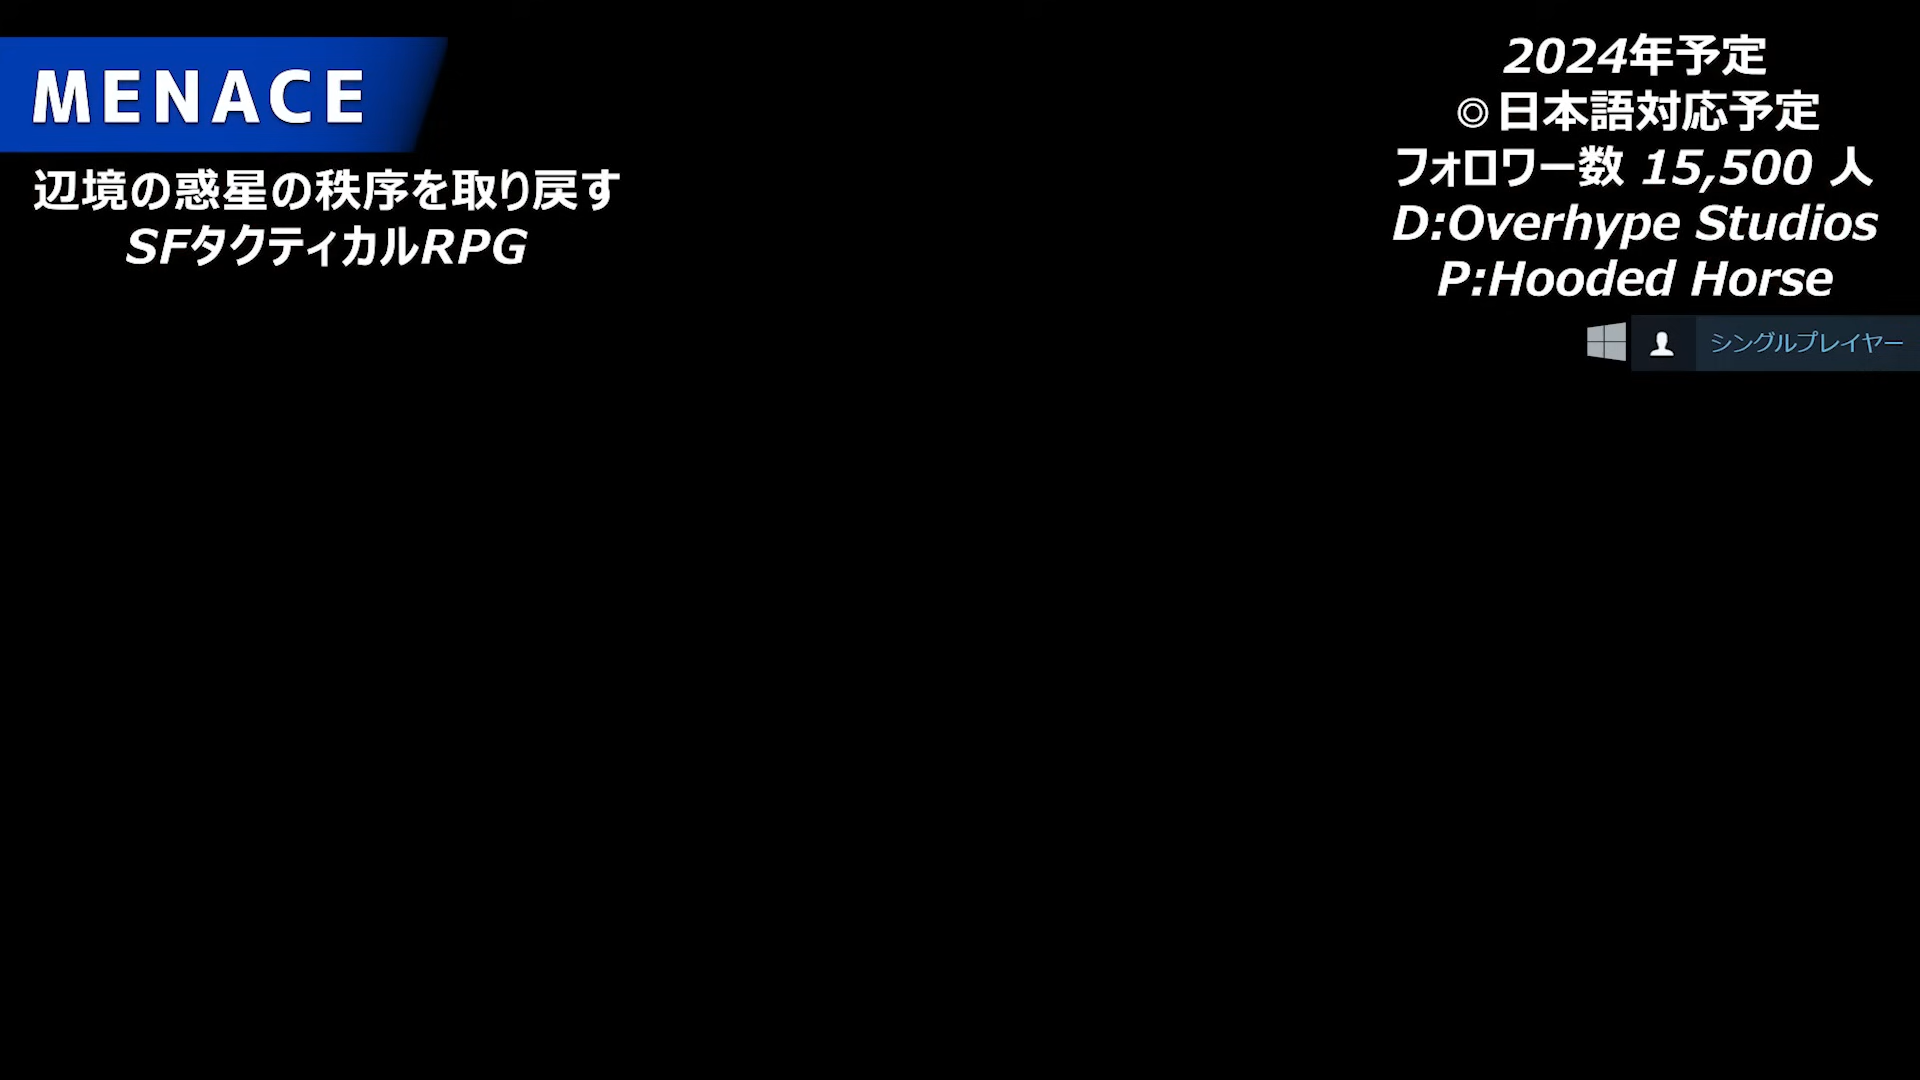 MENACE
辺境の惑星の秩序を取り戻す
SFタクティカルRPG
2024年予定
◎日本語対応予定
フォロワー数 15,500 人
D:Overhype Studios
P:Hooded Horse
シングルプレイヤー